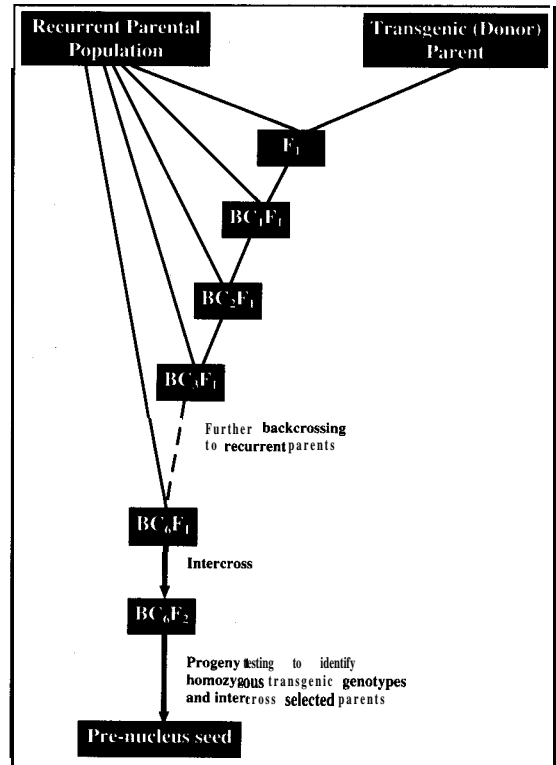 Recurrent Parental
Population
Transgenic (Donor)
Parent
F₁
BC₁F₁
BC₂F₁
BC₃F₁
Further backcrossing
to recurrent parents
BC₆F₁
Intercross
BC₆F₂
Progeny testing to identify
homozygous transgenic genotypes
and intercross selected parents
Pre-nucleus seed